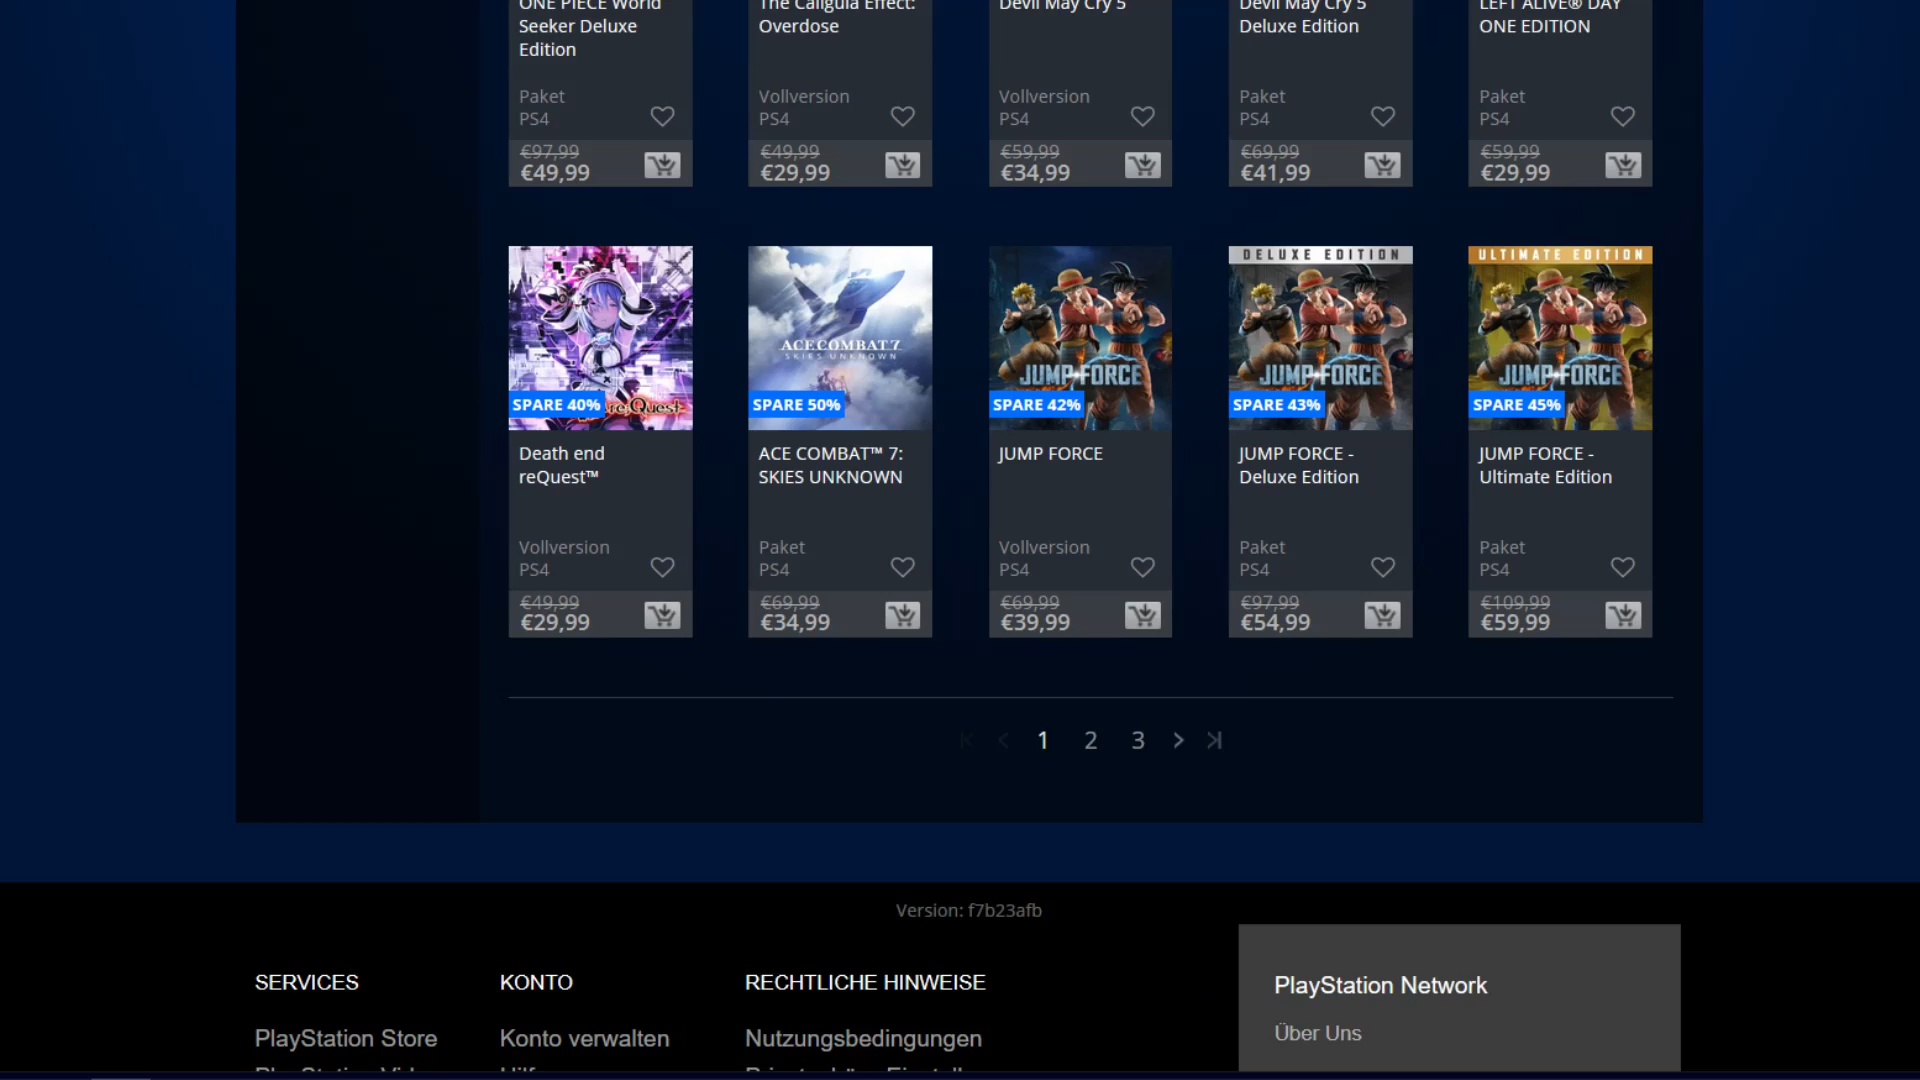 ONE PIECE World
Seeker Deluxe
Edition
Paket
PS4
€97,99
€49,99
The Caligula Effect:
Overdose
Vollversion
PS4
€49,99
€29,99
Devil May Cry 5
Vollversion
PS4
€59,99
€34,99
Devil May Cry 5
Deluxe Edition
Paket
PS4
€69,99
€41,99
LEFT ALIVE® DAY
ONE EDITION
Paket
PS4
€59,99
€29,99
re;Quest
SPARE 40%
Death end
reQuest™
Vollversion
PS4
€49,99
€29,99
ACE COMBAT 7
SKIES UNKNOWN
SPARE 50%
ACE COMBAT™ 7:
SKIES UNKNOWN
Paket
PS4
€69,99
€34,99
JUMP FORCE
SPARE 42%
JUMP FORCE
Vollversion
PS4
€69,99
€39,99
DELUXE EDITION
JUMP FORCE
SPARE 43%
JUMP FORCE -
Deluxe Edition
Paket
PS4
€97,99
€54,99
ULTIMATE EDITION
JUMP FORCE
SPARE 45%
JUMP FORCE -
Ultimate Edition
Paket
PS4
€109,99
€59,99
1 2 3
Version: f7b23afb
SERVICES
PlayStation Store
KONTO
Konto verwalten
RECHTLICHE HINWEISE
Nutzungsbedingungen
PlayStation Network
Über Uns